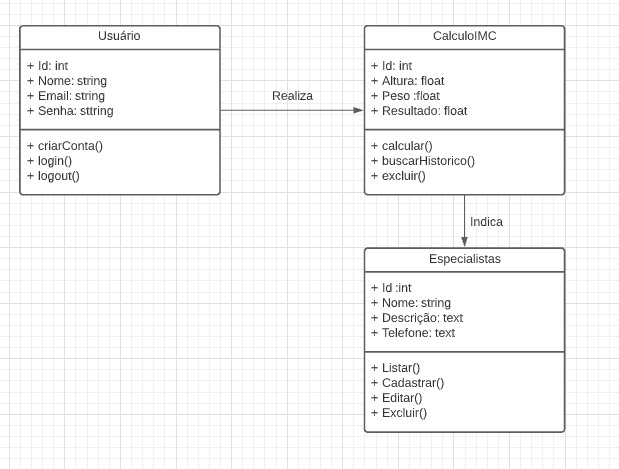 Usuário
+ Id: int
+ Nome: string
+ Email: string
+ Senha: sttring
+ criarConta()
+ login()
+ logout()
Realiza
CalculoIMC
+ Id: int
+ Altura: float
+ Peso :float
+ Resultado: float
+ calcular()
+ buscarHistorico()
+ excluir()
Indica
Especialistas
+ Id :int
+ Nome: string
+ Descrição: text
+ Telefone: text
+ Listar()
+ Cadastrar()
+ Editar()
+ Excluir()